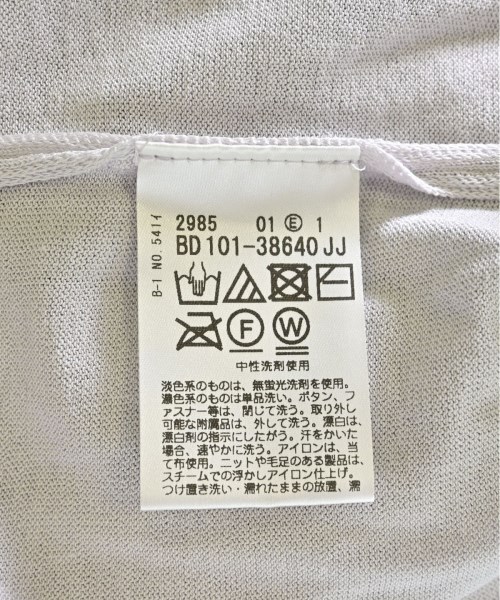 2985 01 Ⓔ 1
BD101-38640JJ
B-I NO.541イ
F W
中性洗剤使用
淡色系のものは、無蛍光洗剤を使用。
濃色系のものは単品洗い。ボタン、フ
ァスナー等は、閉じて洗う。取り外し
可能な附属品は、外して洗う。漂白は、
漂白剤の指示にしたがう。汗をかいた
場合、速やかに洗う。アイロンは、当
て布使用。ニットや毛足のある製品は、
スチームでの浮かしアイロン仕上げ。
つけ置き洗い・濡れたままの放置、濡